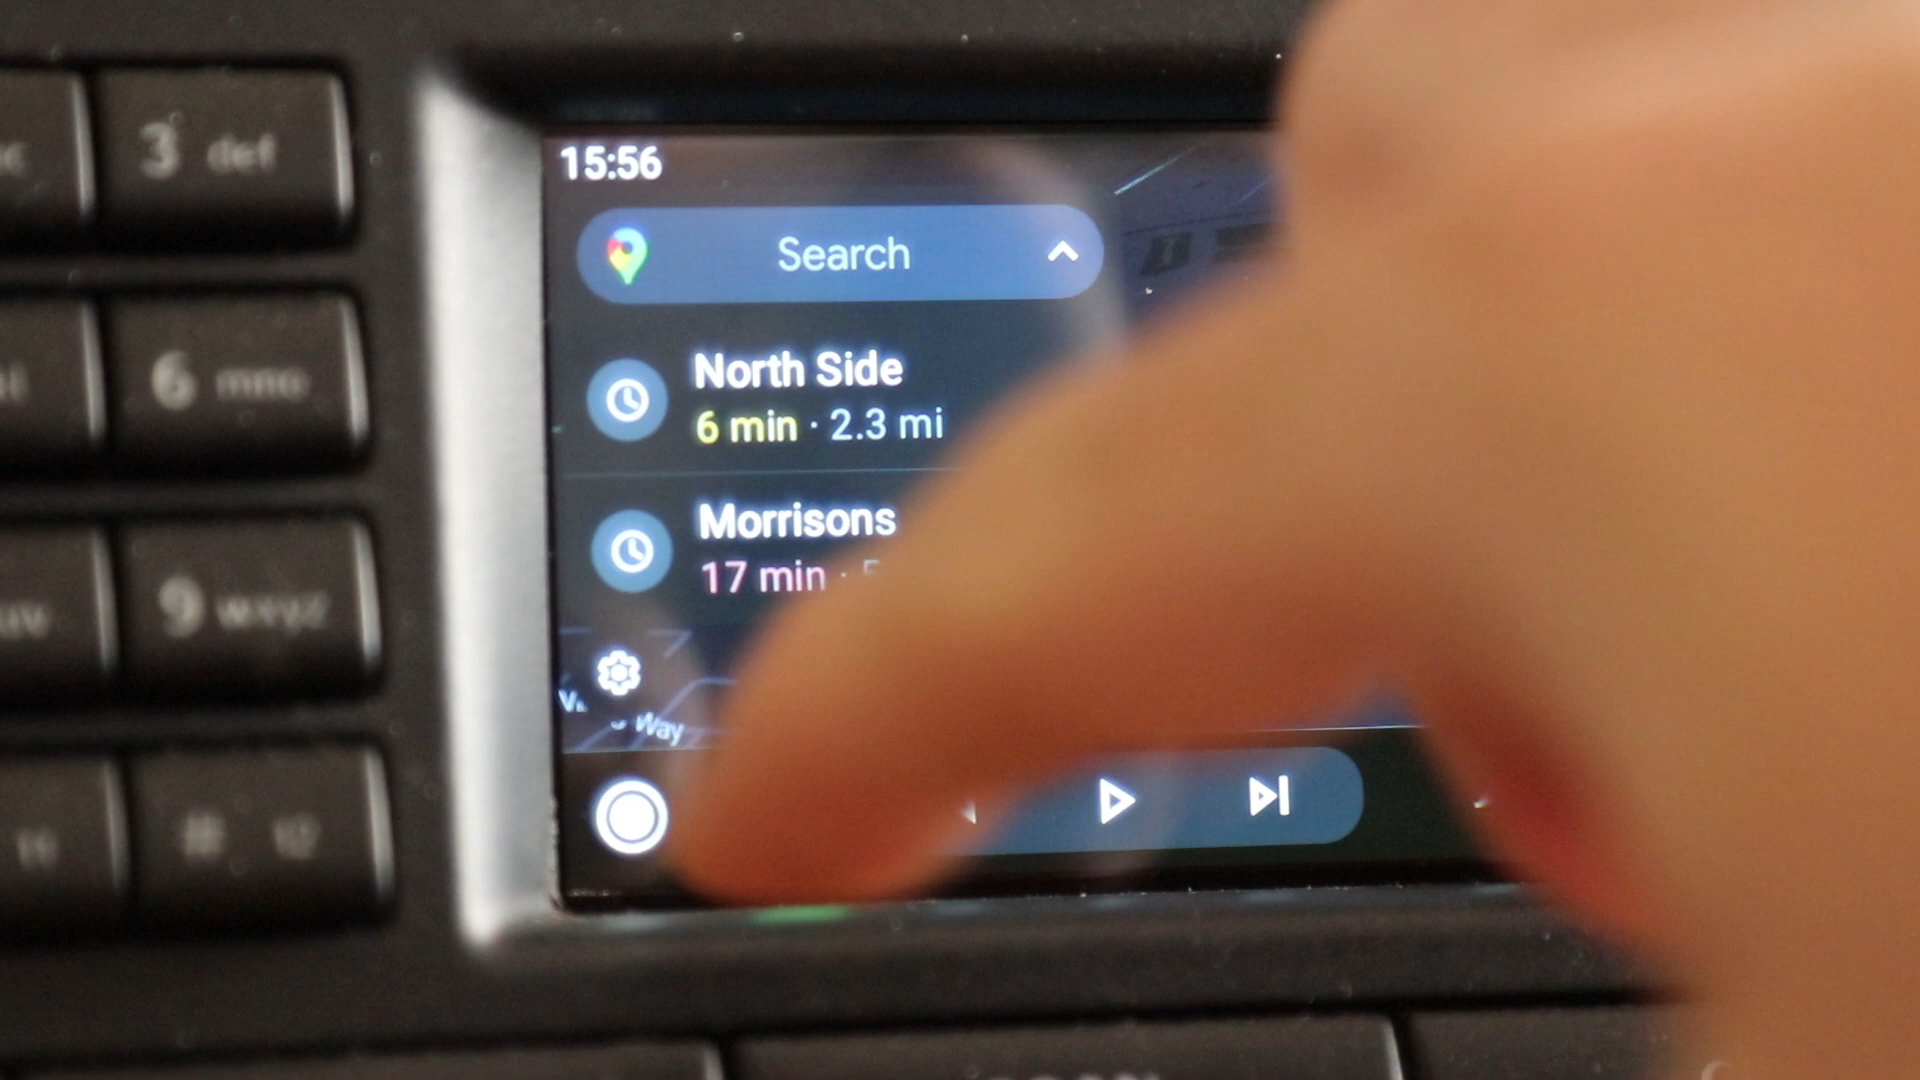 15:56
Search
North Side
6 min · 2.3 mi
Morrisons
17 min ·
Way
3 def
6 mno
9 wxyz
#